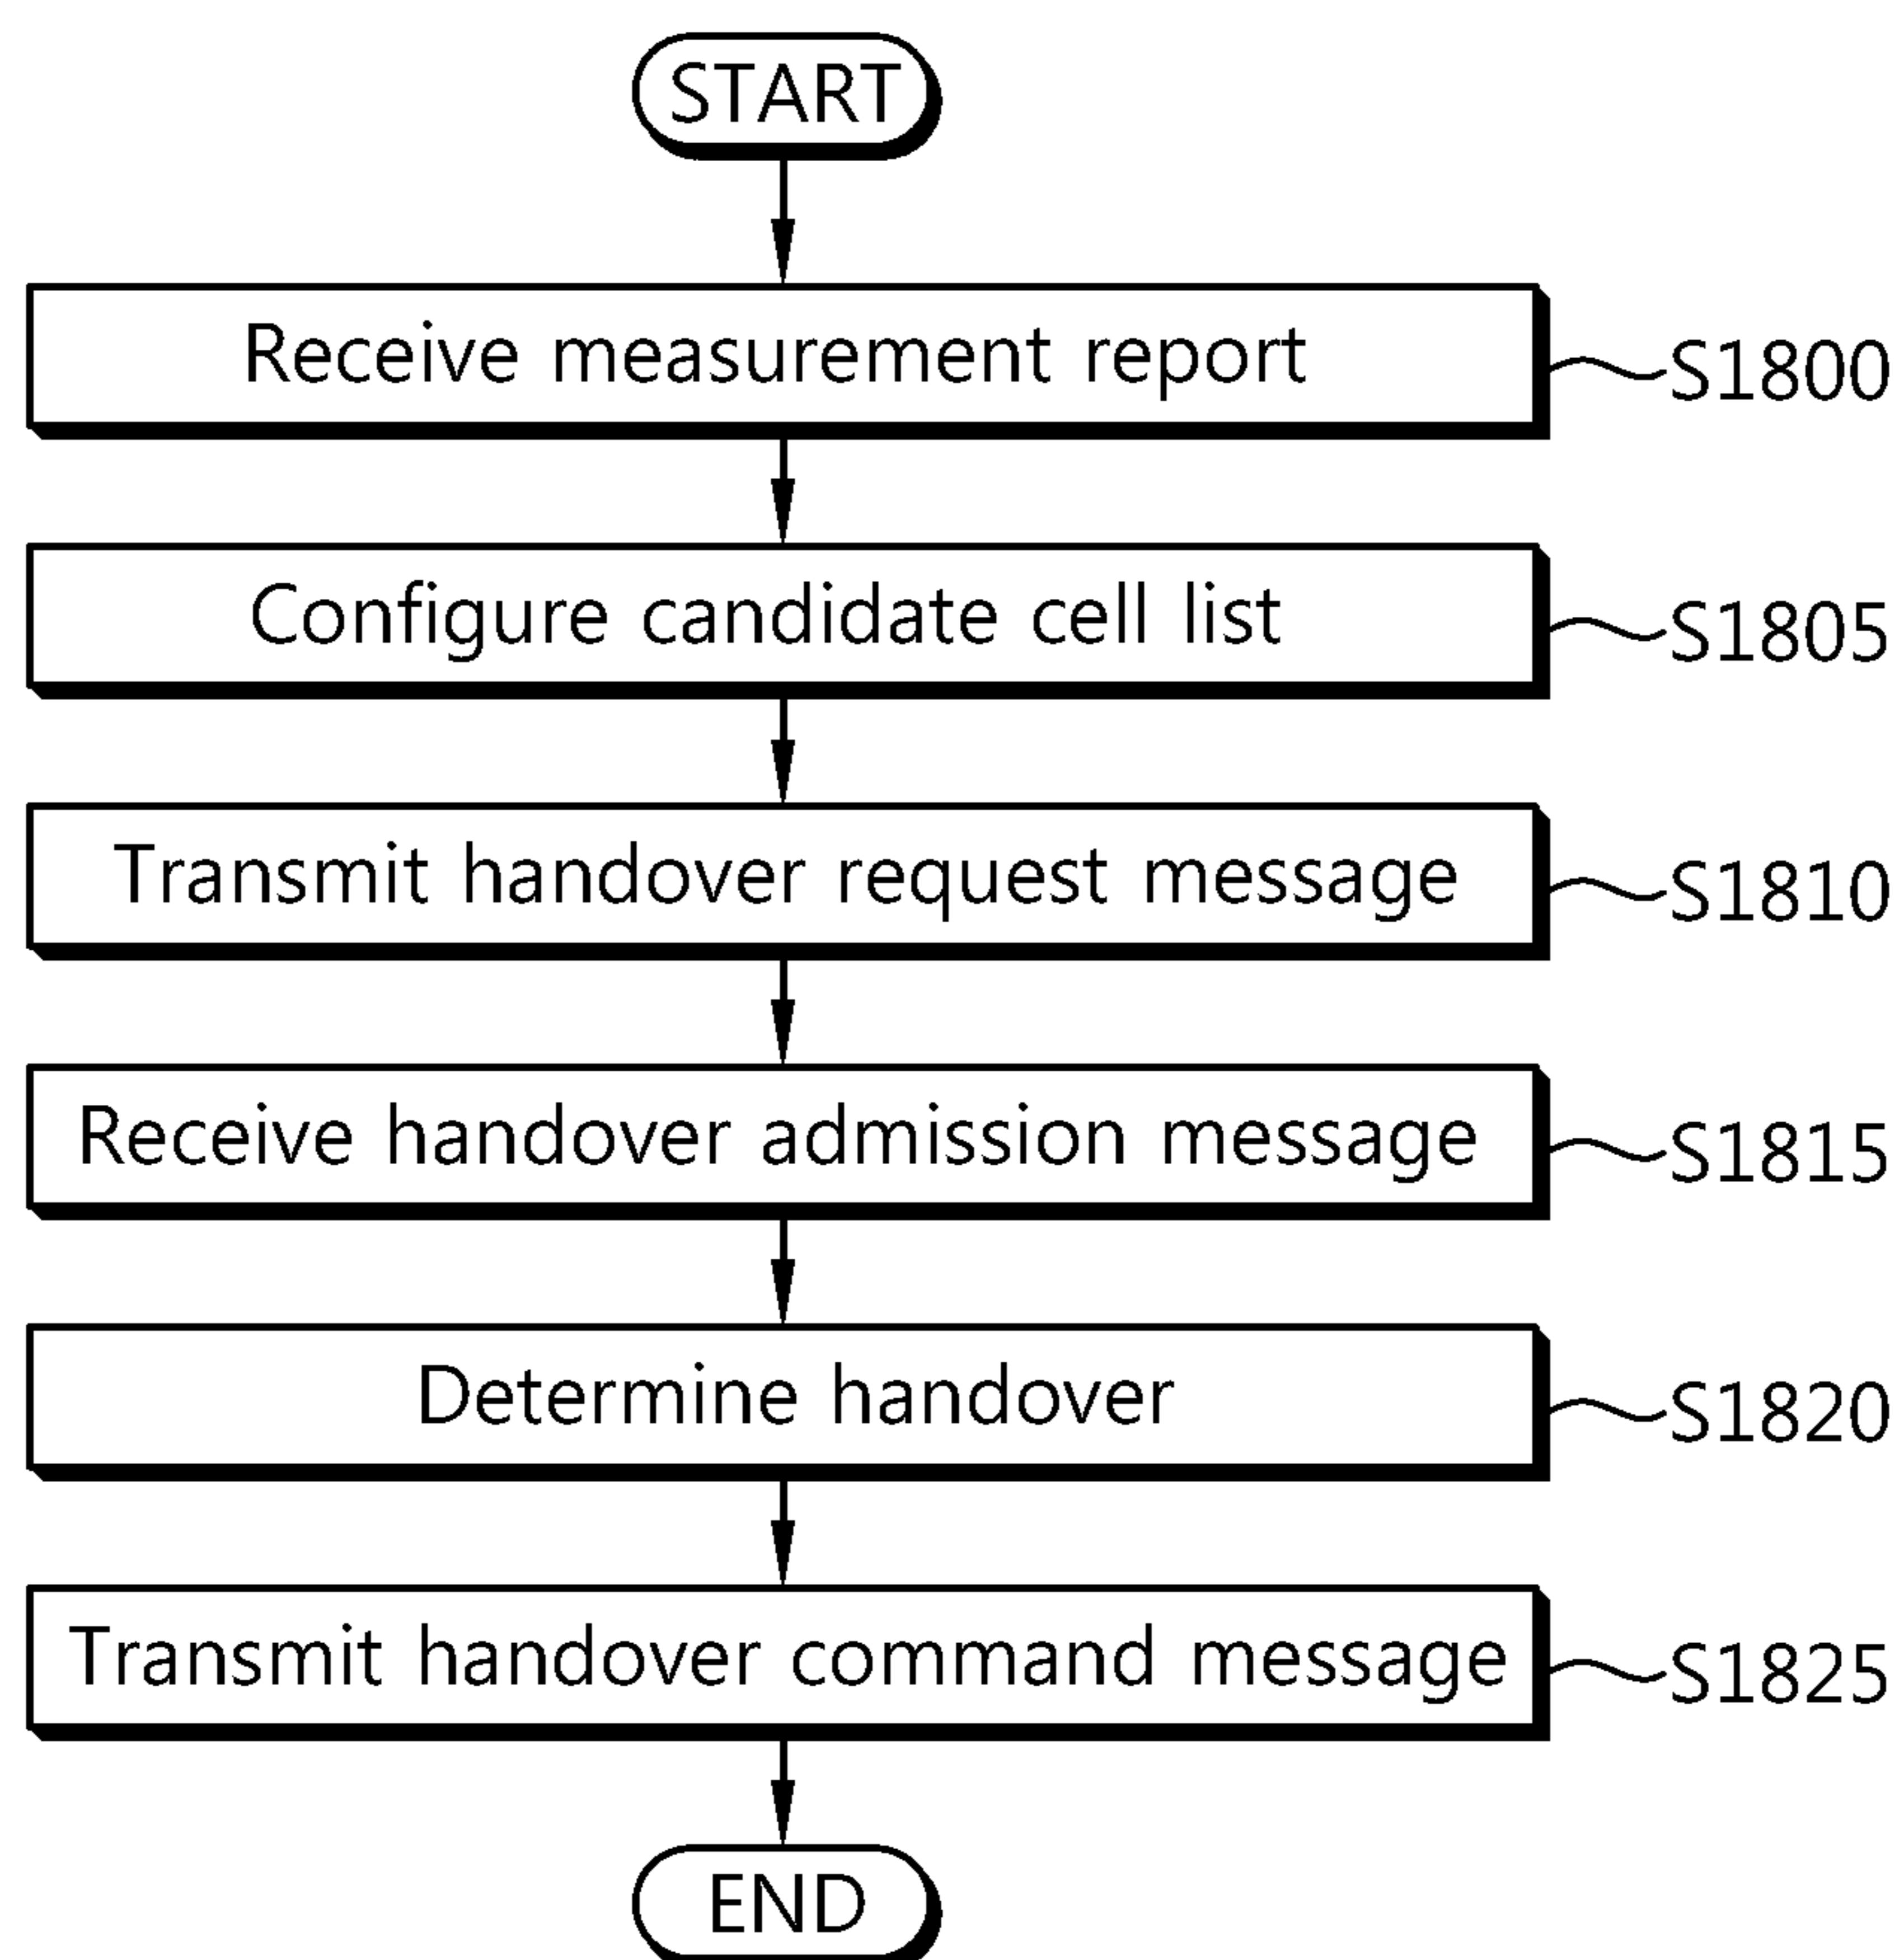 START
Receive measurement report
S1800
Configure candidate cell list
S1805
Transmit handover request message
S1810
Receive handover admission message
S1815
Determine handover
S1820
Transmit handover command message
S1825
END